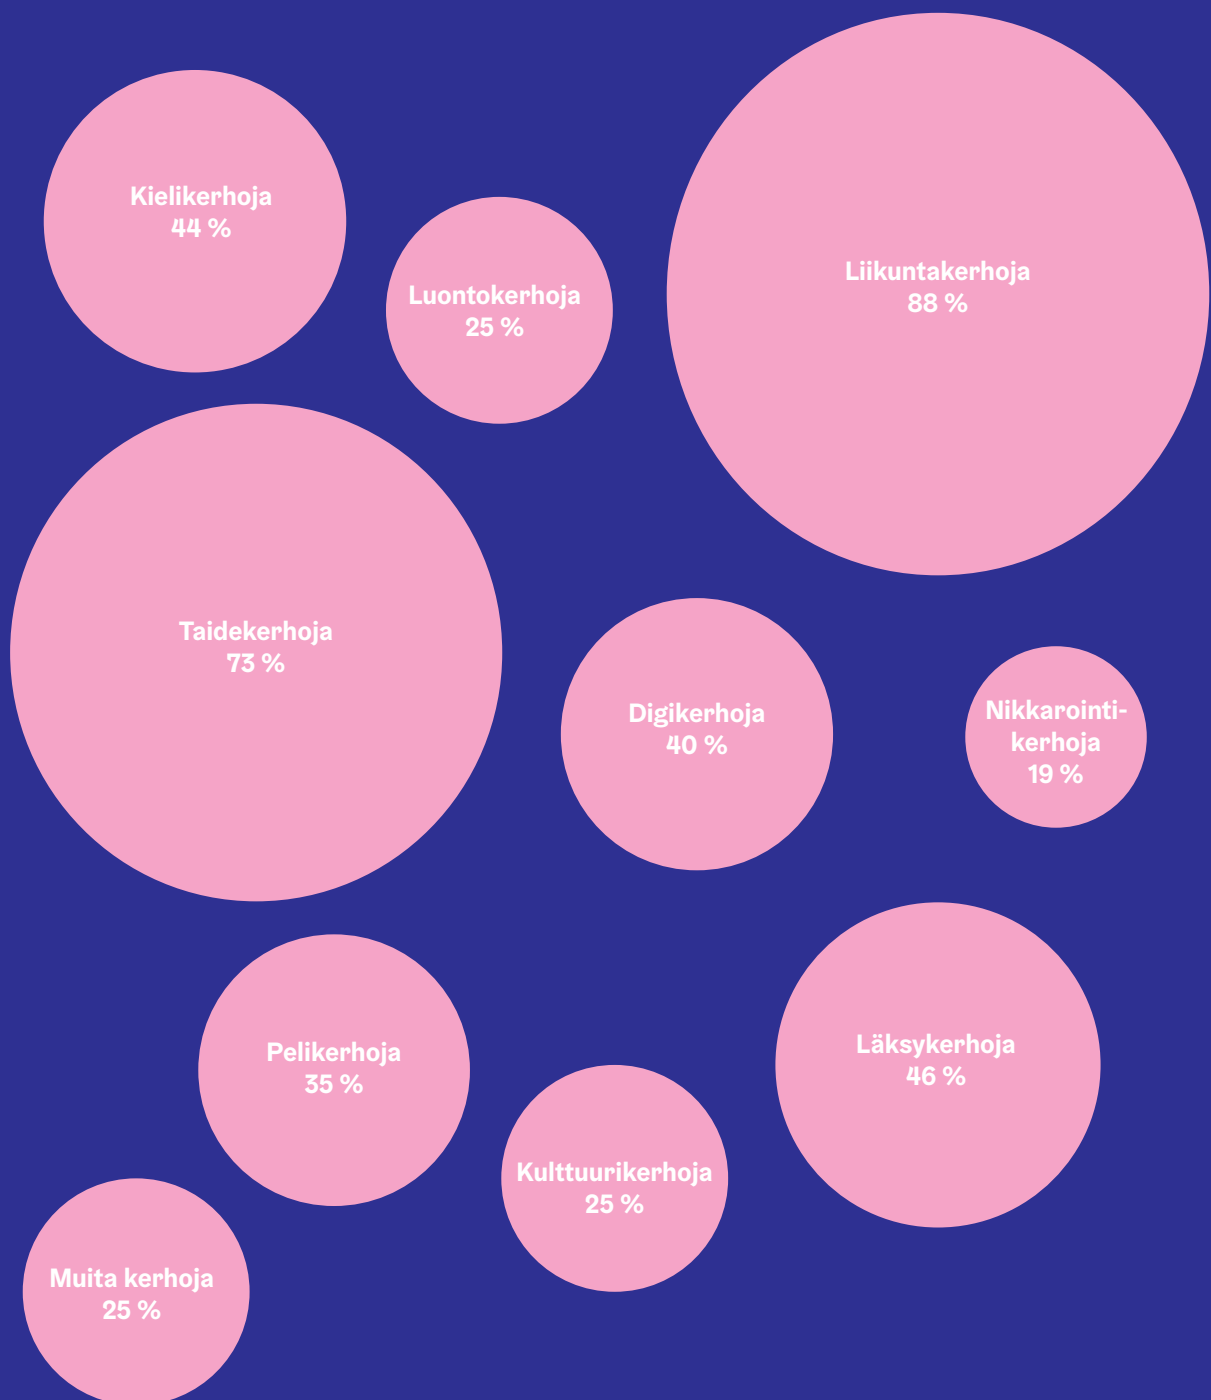 Kielikerhoja
44 %
Luontokerhoja
25 %
Liikuntakerhoja
88 %
Taidekerhoja
73 %
Digikerhoja
40 %
Nikkarointi-
kerhoja
19 %
Pelikerhoja
35 %
Läksykerhoja
46 %
Kulttuurikerhoja
25 %
Muita kerhoja
25 %